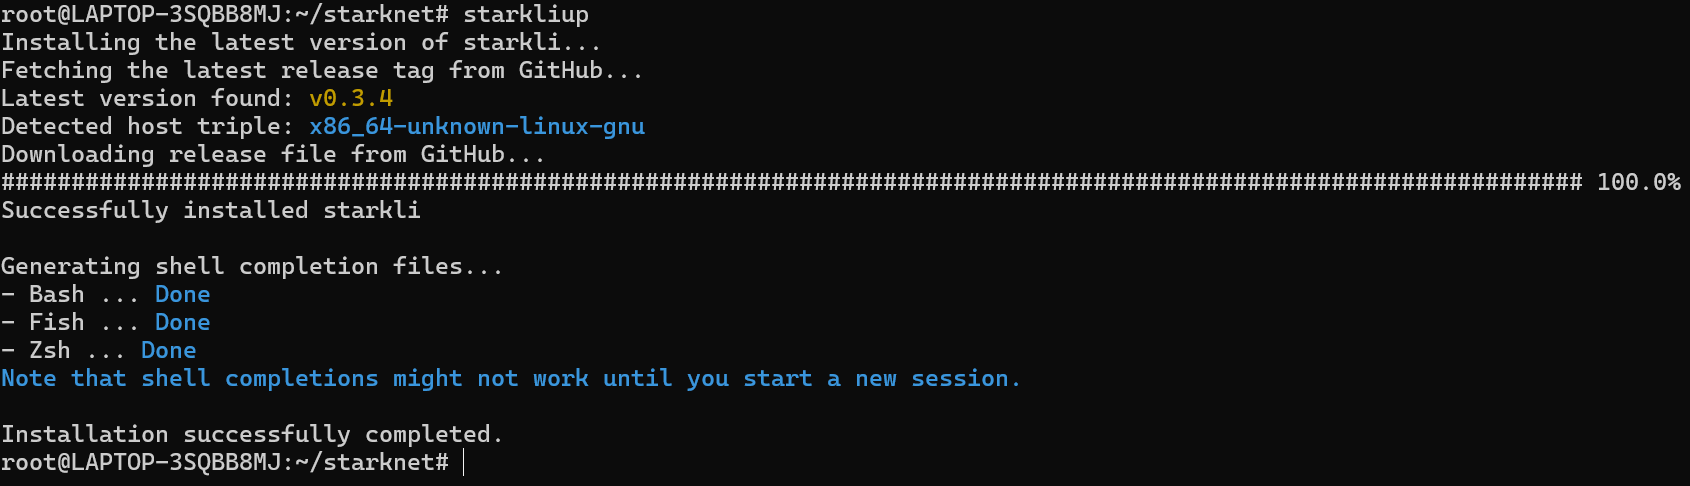 root@LAPTOP-3SQBB8MJ:~/starknet# starkliup
Installing the latest version of starkli...
Fetching the latest release tag from GitHub...
Latest version found: v0.3.4
Detected host triple: x86_64-unknown-linux-gnu
Downloading release file from GitHub...
################################################################################################################# 100.0%
Successfully installed starkli
Generating shell completion files...
- Bash ... Done
- Fish ... Done
- Zsh ... Done
Note that shell completions might not work until you start a new session.
Installation successfully completed.
root@LAPTOP-3SQBB8MJ:~/starknet#